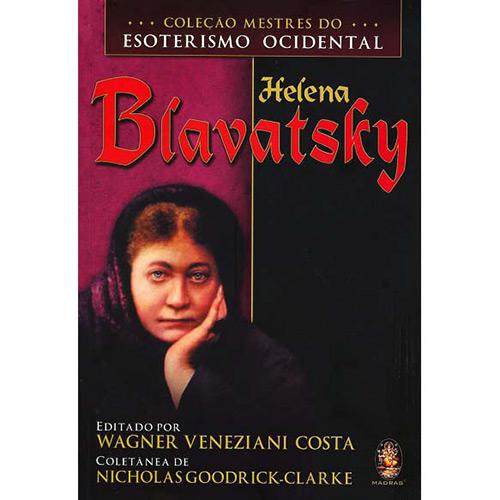 ··· COLEÇÃO MESTRES DO ···
ESOTERISMO OCIDENTAL
Helena
Blavatsky
EDITADO POR
WAGNER VENEZIANI COSTA
COLETÂNEA DE
NICHOLAS GOODRICK-CLARKE
MADRAS